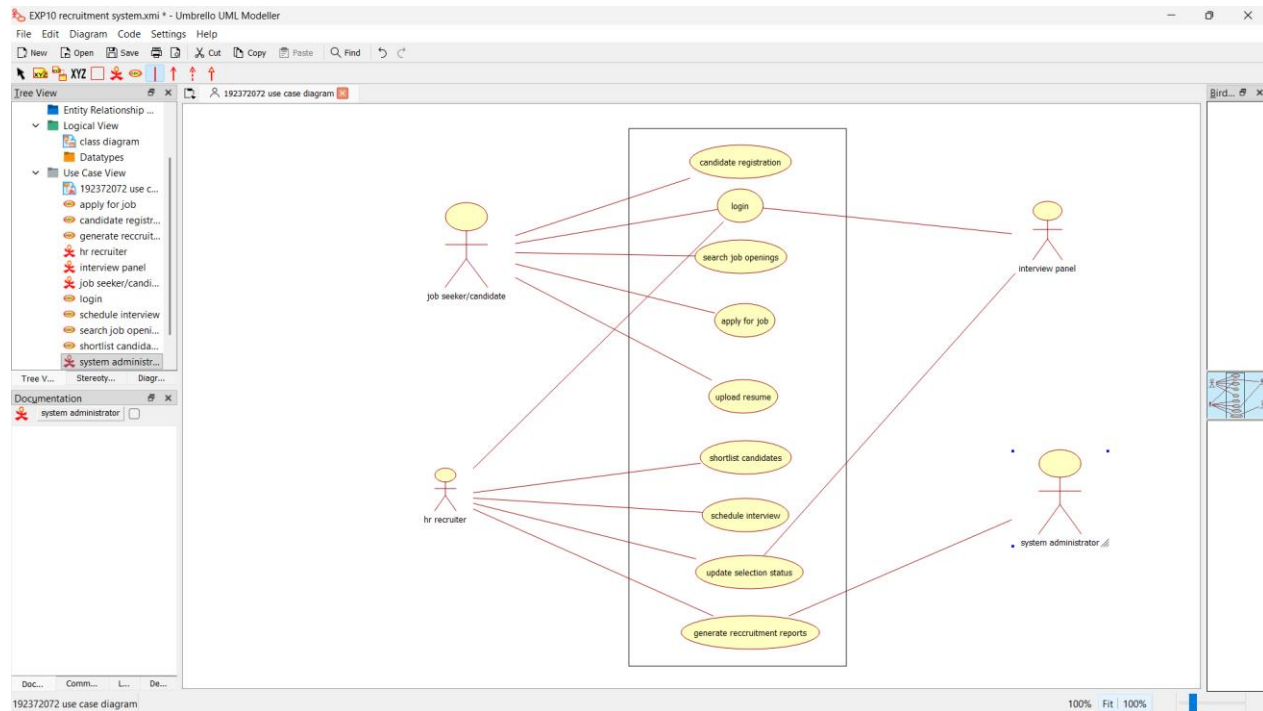 EXP10 recruitment system.xmi * - Umbrello UML Modeller
File Edit Diagram Code Settings Help
New Open Save Cut Copy Paste Find
XYZ XYZ
Tree View
192372072 use case diagram
Bird...
Entity Relationship ...
Logical View
class diagram
Datatypes
Use Case View
192372072 use c...
apply for job
candidate registr...
generate reccruit...
hr recruiter
interview panel
job seeker/candi...
login
schedule interview
search job openi...
shortlist candida...
system administr...
Tree V... Stereoty... Diagr...
Documentation
system administrator
Doc... Comm... L... De...
candidate registration
login
search job openings
apply for job
upload resume
shortlist candidates
schedule interview
update selection status
generate reccruitment reports
job seeker/candidate
hr recruiter
interview panel
system administrator
192372072 use case diagram
100% Fit 100%